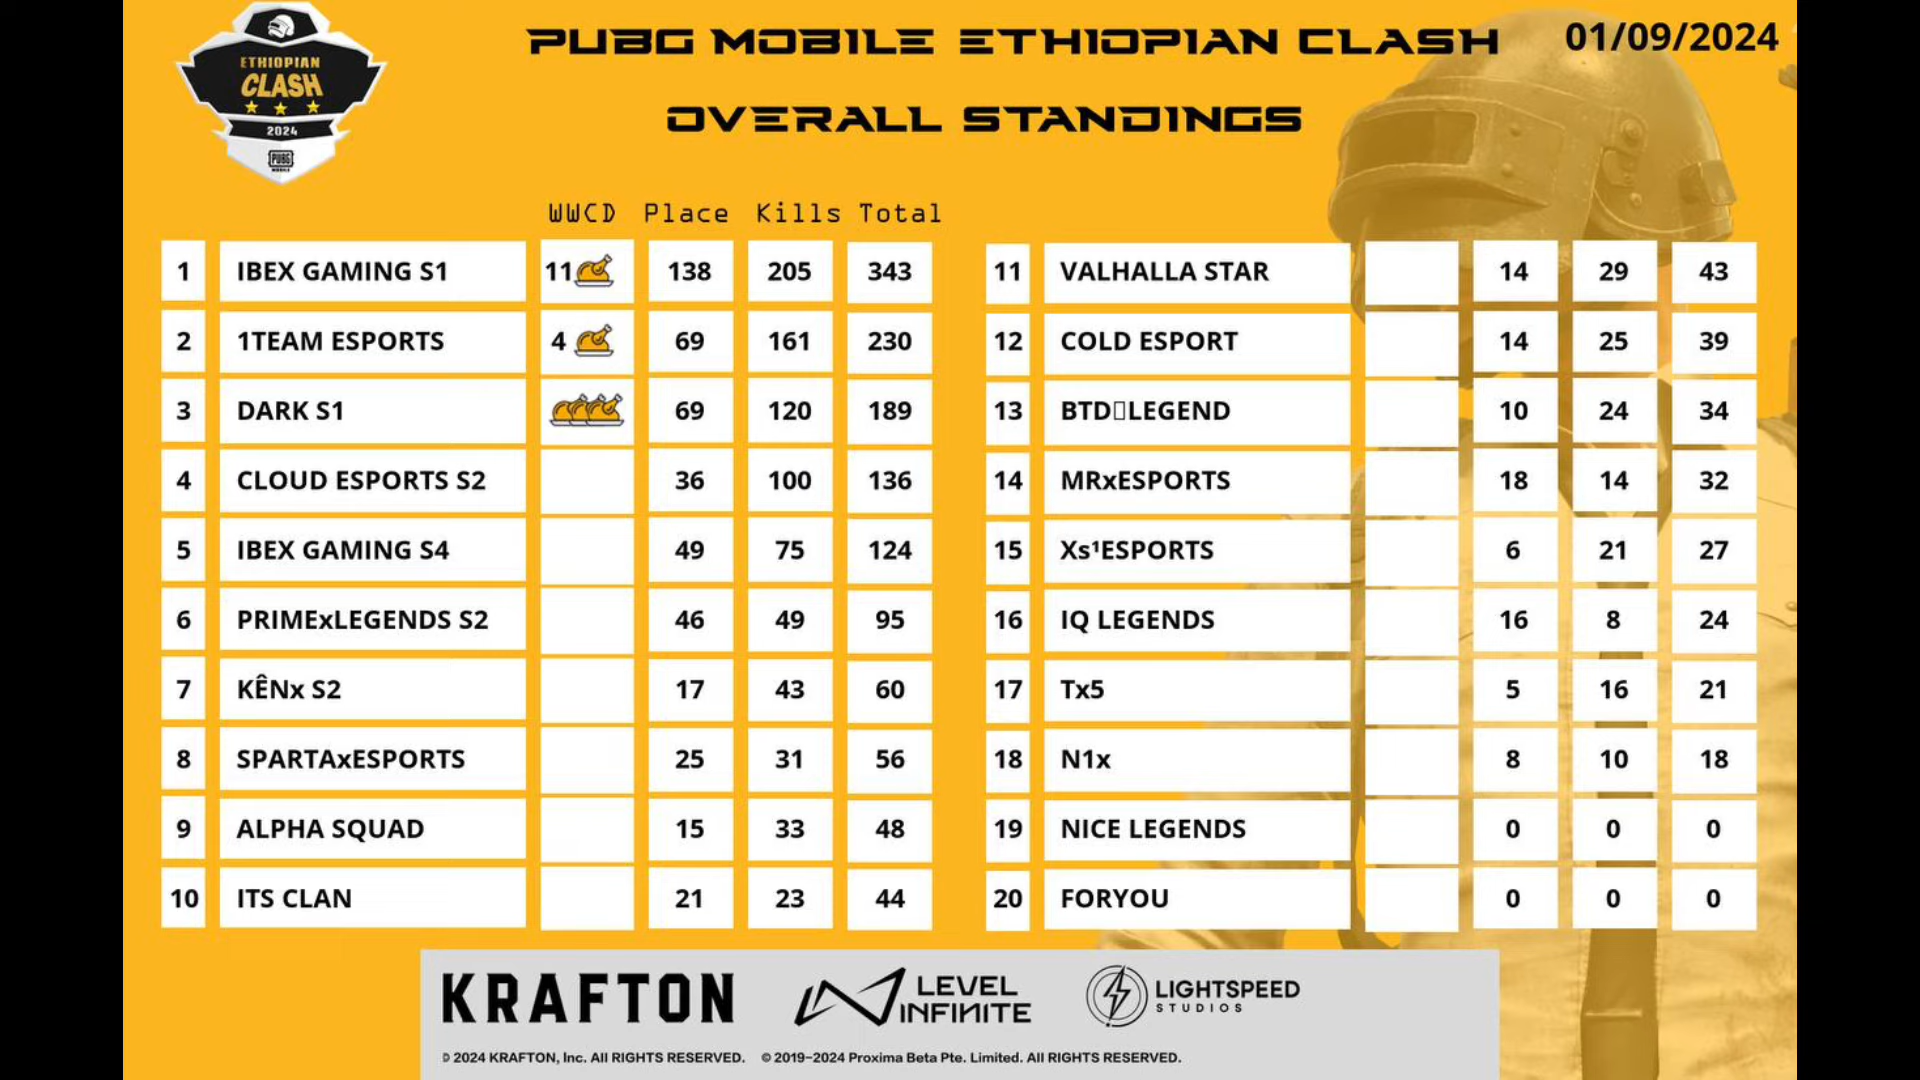 ETHIOPIAN
CLASH
2024
PUBG
MOBILE
PUBG MOBILE ETHIOPIAN CLASH
01/09/2024
OVERALL STANDINGS
WWCD Place Kills Total
1 IBEX GAMING S1 11 138 205 343
2 1TEAM ESPORTS 4 69 161 230
3 DARK S1 69 120 189
4 CLOUD ESPORTS S2 36 100 136
5 IBEX GAMING S4 49 75 124
6 PRIMExLEGENDS S2 46 49 95
7 KÊNx S2 17 43 60
8 SPARTAxESPORTS 25 31 56
9 ALPHA SQUAD 15 33 48
10 ITS CLAN 21 23 44
11 VALHALLA STAR 14 29 43
12 COLD ESPORT 14 25 39
13 BTD▯LEGEND 10 24 34
14 MRxESPORTS 18 14 32
15 Xs¹ESPORTS 6 21 27
16 IQ LEGENDS 16 8 24
17 Tx5 5 16 21
18 N1x 8 10 18
19 NICE LEGENDS 0 0 0
20 FORYOU 0 0 0
KRAFTON
LEVEL
INFINITE
LIGHTSPEED
STUDIOS
© 2024 KRAFTON, Inc. All RIGHTS RESERVED. © 2019-2024 Proxima Beta Pte. Limited. All RIGHTS RESERVED.